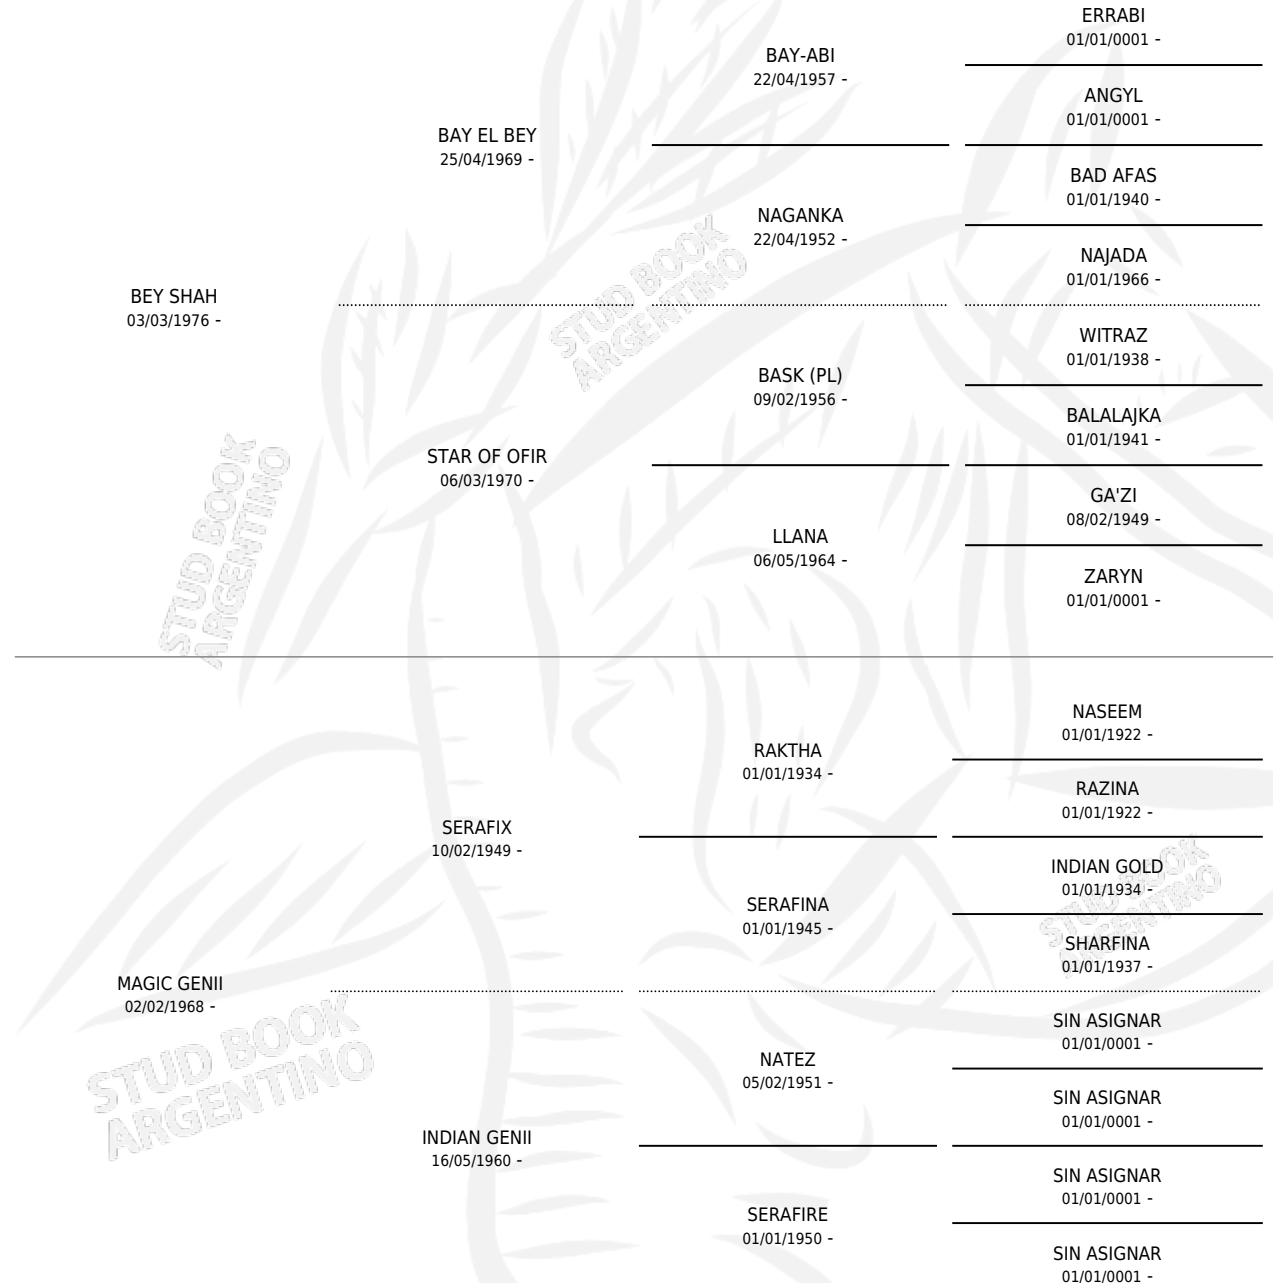 ERRABI
01/01/0001 -
BAY-ABI
22/04/1957 -
ANGYL
01/01/0001 -
BAY EL BEY
25/04/1969 -
BAD AFAS
01/01/1940 -
NAGANKA
22/04/1952 -
NAJADA
01/01/1966 -
BEY SHAH
03/03/1976 -
WITRAZ
01/01/1938 -
BASK (PL)
09/02/1956 -
BALALAJKA
01/01/1941 -
STAR OF OFIR
06/03/1970 -
GA'ZI
08/02/1949 -
LLANA
06/05/1964 -
ZARYN
01/01/0001 -
NASEEM
01/01/1922 -
RAKTHA
01/01/1934 -
RAZINA
01/01/1922 -
SERAFIX
10/02/1949 -
INDIAN GOLD
01/01/1934 -
SERAFINA
01/01/1945 -
SHARFINA
01/01/1937 -
MAGIC GENII
02/02/1968 -
SIN ASIGNAR
01/01/0001 -
NATEZ
05/02/1951 -
SIN ASIGNAR
01/01/0001 -
INDIAN GENII
16/05/1960 -
SIN ASIGNAR
01/01/0001 -
SERAFIRE
01/01/1950 -
SIN ASIGNAR
01/01/0001 -
STUD BOOK
ARGENTINO
STUD BOOK
ARGENTINO
STUD BOOK
ARGENTINO
STUD BOOK
ARGENTINO